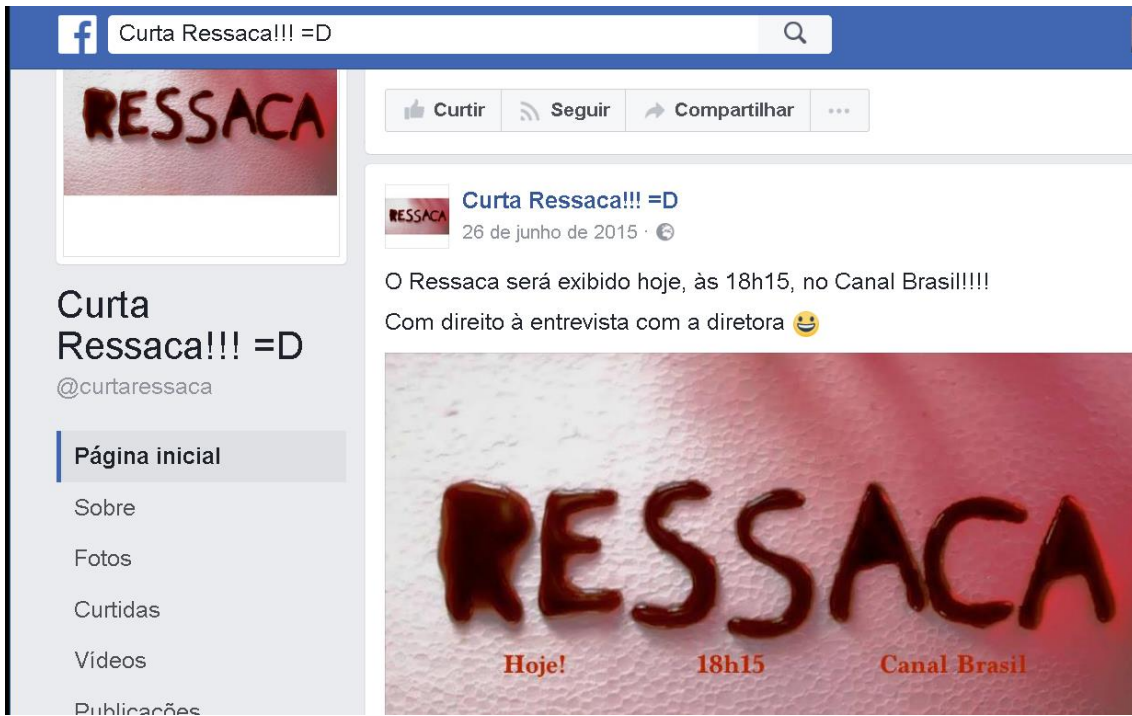 f Curta Ressaca!!! =D
RESSACA
Curta
Ressaca!!! =D
@curtaressaca
Página inicial
Sobre
Fotos
Curtidas
Vídeos
Publicações
Curtir Seguir Compartilhar ...
RESSACA
Curta Ressaca!!! =D
26 de junho de 2015 ·
O Ressaca será exibido hoje, às 18h15, no Canal Brasil!!!!
Com direito à entrevista com a diretora 😀
RESSACA
Hoje! 18h15 Canal Brasil